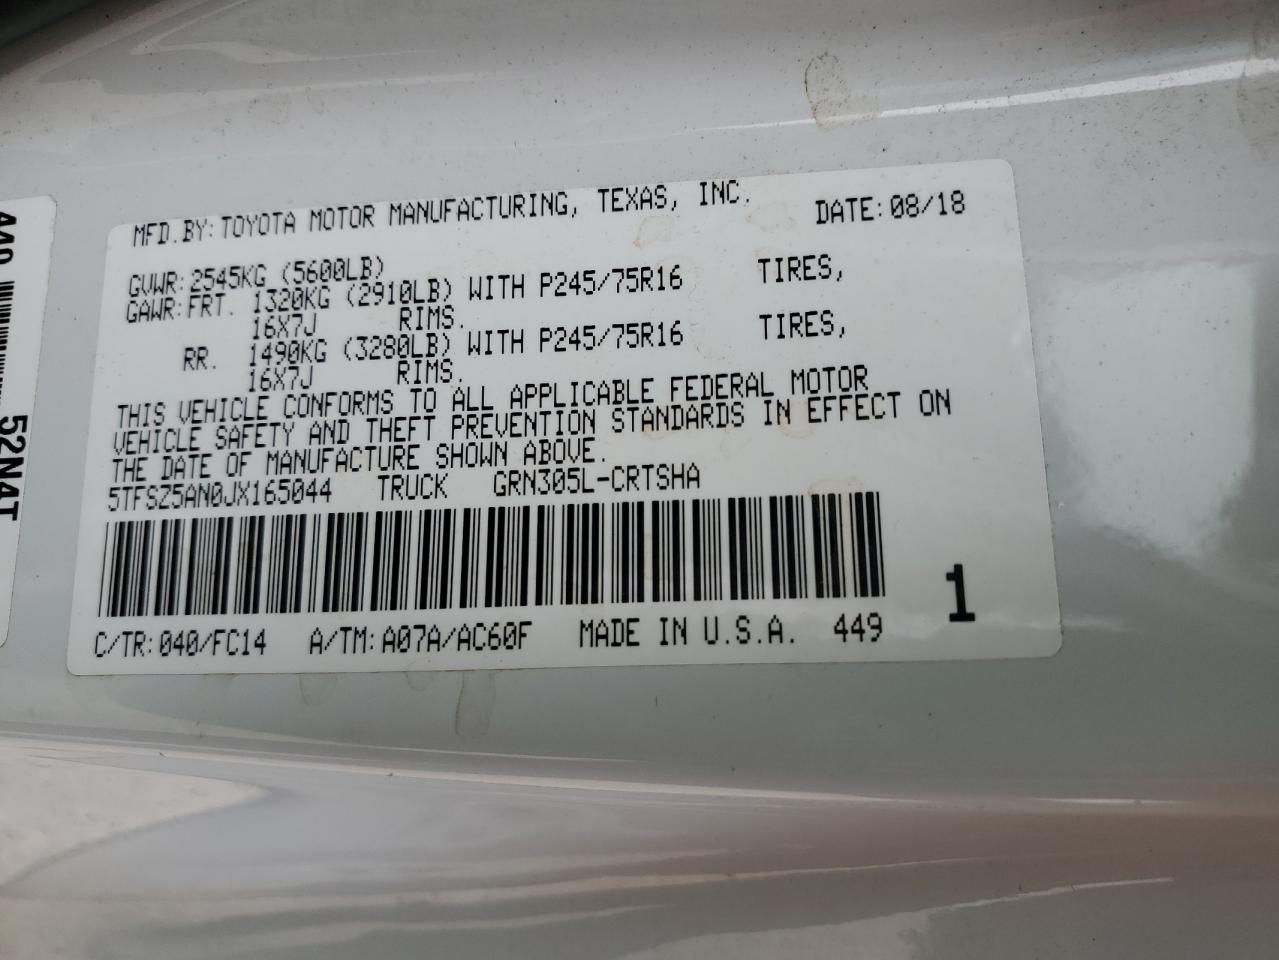 MFD.BY:TOYOTA MOTOR MANUFACTURING, TEXAS, INC. DATE:08/18
GVWR:2545KG (5600LB)
GAWR:FRT. 1320KG (2910LB) WITH P245/75R16 TIRES,
16X7J RIMS.
RR. 1490KG (3280LB) WITH P245/75R16 TIRES,
16X7J RIMS.
THIS VEHICLE CONFORMS TO ALL APPLICABLE FEDERAL MOTOR
VEHICLE SAFETY AND THEFT PREVENTION STANDARDS IN EFFECT ON
THE DATE OF MANUFACTURE SHOWN ABOVE.
5TFSZ5AN0JX165044 TRUCK GRN305L-CRTSHA
C/TR:040/FC14 A/TM:A07A/AC60F MADE IN U.S.A. 449
1
52N4T